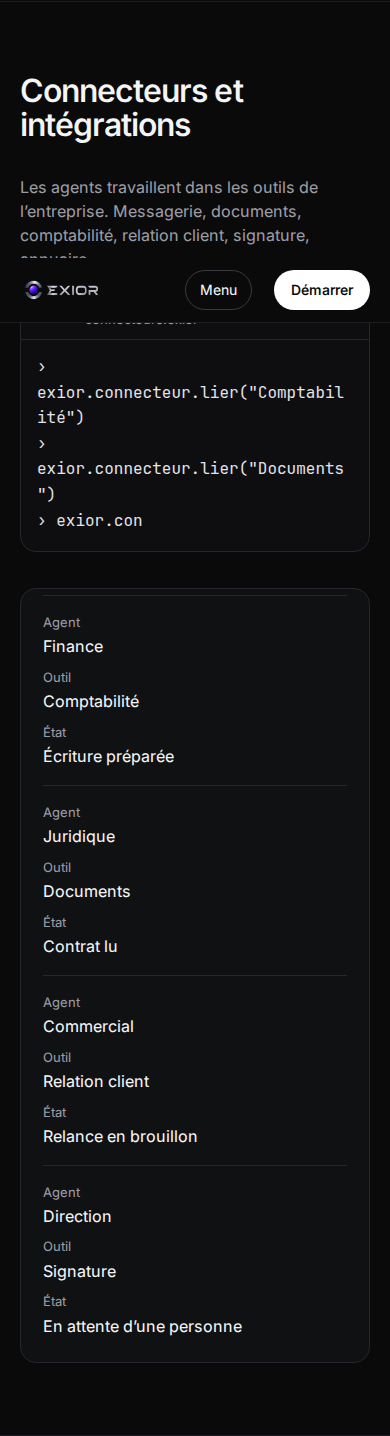 Connecteurs et
intégrations
Les agents travaillent dans les outils de
l’entreprise. Messagerie, documents,
comptabilité, relation client, signature,
EXIOR
Menu
Démarrer
›
exior.connecteur.lier("Comptabil
ité")
›
exior.connecteur.lier("Documents
")
› exior.con
Agent
Finance
Outil
Comptabilité
État
Écriture préparée
Agent
Juridique
Outil
Documents
État
Contrat lu
Agent
Commercial
Outil
Relation client
État
Relance en brouillon
Agent
Direction
Outil
Signature
État
En attente d’une personne